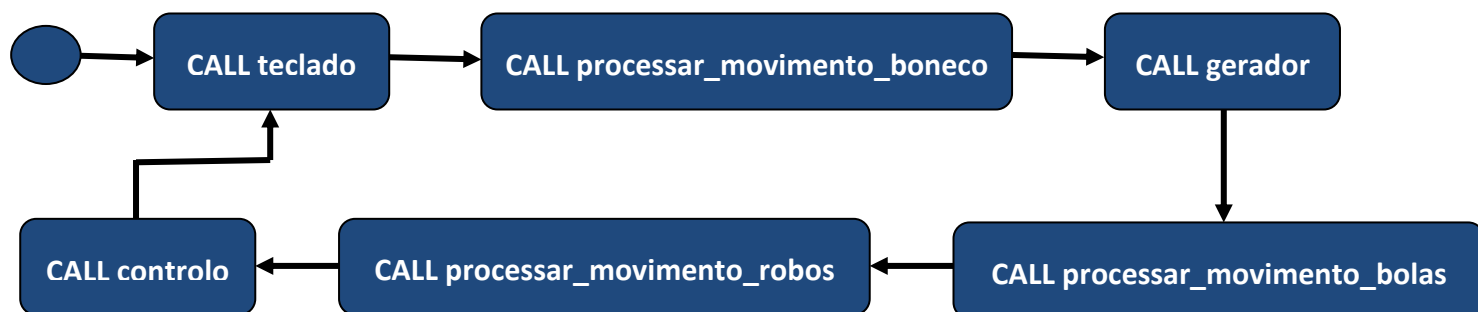 CALL teclado
CALL processar_movimento_boneco
CALL gerador
CALL processar_movimento_bolas
CALL processar_movimento_robos
CALL controlo